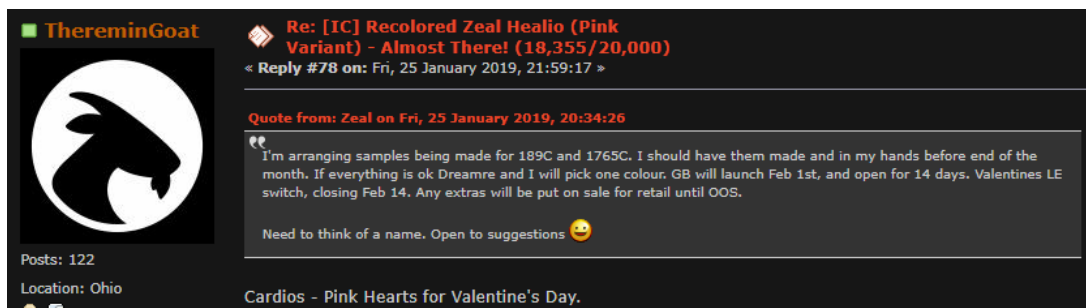 ThereminGoat
Posts: 122
Location: Ohio
Re: [IC] Recolored Zeal Healio (Pink
Variant) - Almost There! (18,355/20,000)
« Reply #78 on: Fri, 25 January 2019, 21:59:17 »
Quote from: Zeal on Fri, 25 January 2019, 20:34:26
I'm arranging samples being made for 189C and 1765C. I should have them made and in my hands before end of the
month. If everything is ok Dreamre and I will pick one colour. GB will launch Feb 1st, and open for 14 days. Valentines LE
switch, closing Feb 14. Any extras will be put on sale for retail until OOS.
Need to think of a name. Open to suggestions
Cardios - Pink Hearts for Valentine's Day.